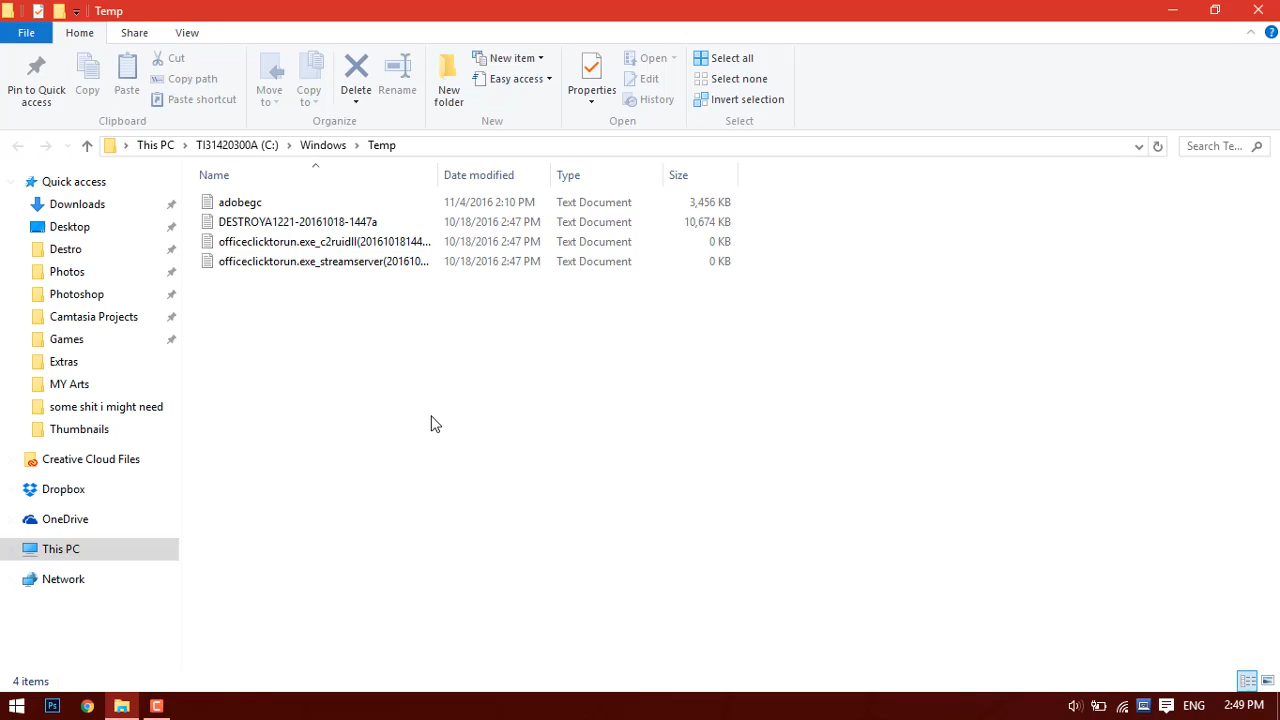 Temp
File
Home
Share
View
Pin to Quick access
Copy
Paste
Cut
Copy path
Paste shortcut
Clipboard
Move to
Copy to
Delete
Rename
Organize
New folder
New item
Easy access
New
Properties
Open
Edit
History
Open
Select all
Select none
Invert selection
Select
This PC
TI31420300A (C:)
Windows
Temp
Search Te...
Name
Date modified
Type
Size
adobegc 11/4/2016 2:10 PM Text Document 3,456 KB
DESTROYA1221-20161018-1447a 10/18/2016 2:47 PM Text Document 10,674 KB
officeclicktorun.exe_c2ruidll(20161018144... 10/18/2016 2:47 PM Text Document 0 KB
officeclicktorun.exe_streamserver(201610... 10/18/2016 2:47 PM Text Document 0 KB
Quick access
Downloads
Desktop
Destro
Photos
Photoshop
Camtasia Projects
Games
Extras
MY Arts
some shit i might need
Thumbnails
Creative Cloud Files
Dropbox
OneDrive
This PC
Network
4 items
Ps
C
ENG
2:49 PM